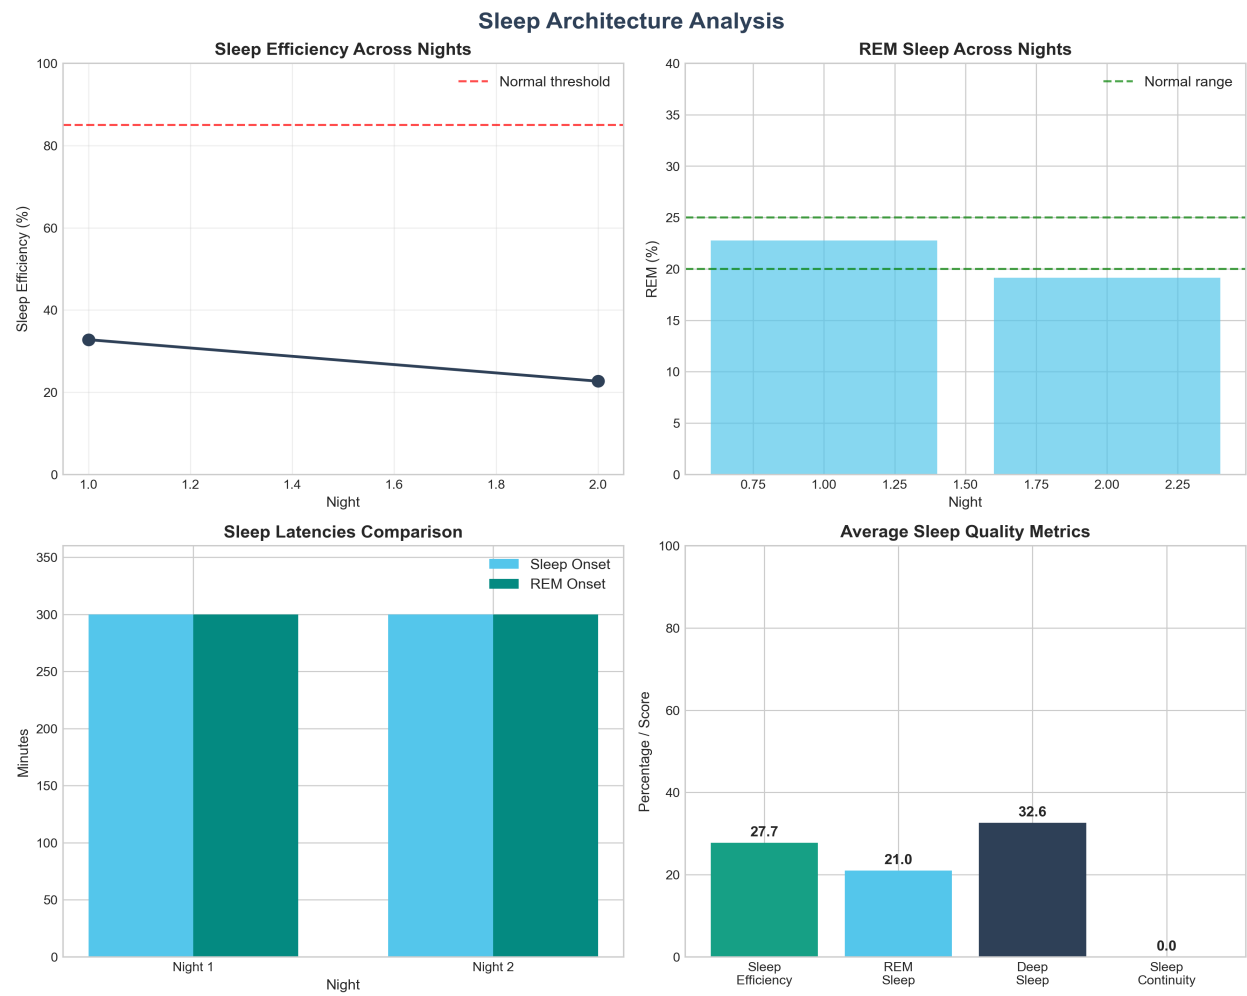 Sleep Architecture Analysis
Sleep Efficiency Across Nights
100
80
60
40
20
0
Sleep Efficiency (%)
Normal threshold
1.0 1.2 1.4 1.6 1.8 2.0
Night
REM Sleep Across Nights
40
35
30
25
20
15
10
5
0
REM (%)
Normal range
0.75 1.00 1.25 1.50 1.75 2.00 2.25
Night
Sleep Latencies Comparison
350
300
250
200
150
100
50
0
Minutes
Sleep Onset
REM Onset
Night 1 Night 2
Night
Average Sleep Quality Metrics
100
80
60
40
20
0
Percentage / Score
27.7
21.0
32.6
0.0
Sleep
Efficiency
REM
Sleep
Deep
Sleep
Sleep
Continuity